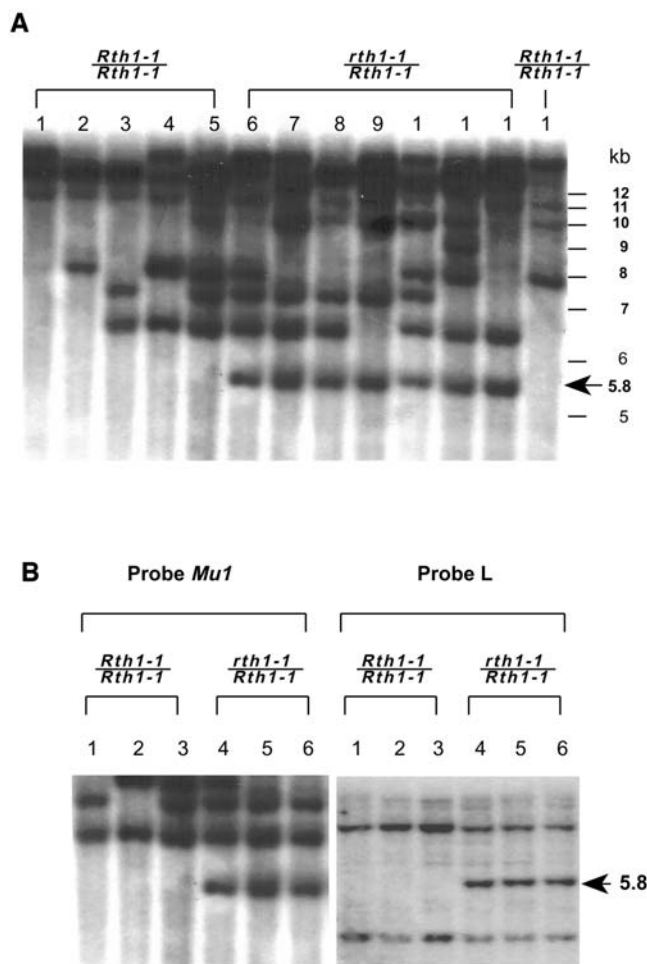 A
Rth1-1 rth1-1 Rth1-1
Rth1-1 Rth1-1 Rth1-1
1 2 3 4 5 6 7 8 9 1 1 1 1
kb
12
11
10
9
8
7
6
5.8
5
B
Probe Mu1 Probe L
Rth1-1 rth1-1 Rth1-1 rth1-1
Rth1-1 Rth1-1 Rth1-1 Rth1-1
1 2 3 4 5 6 1 2 3 4 5 6
5.8